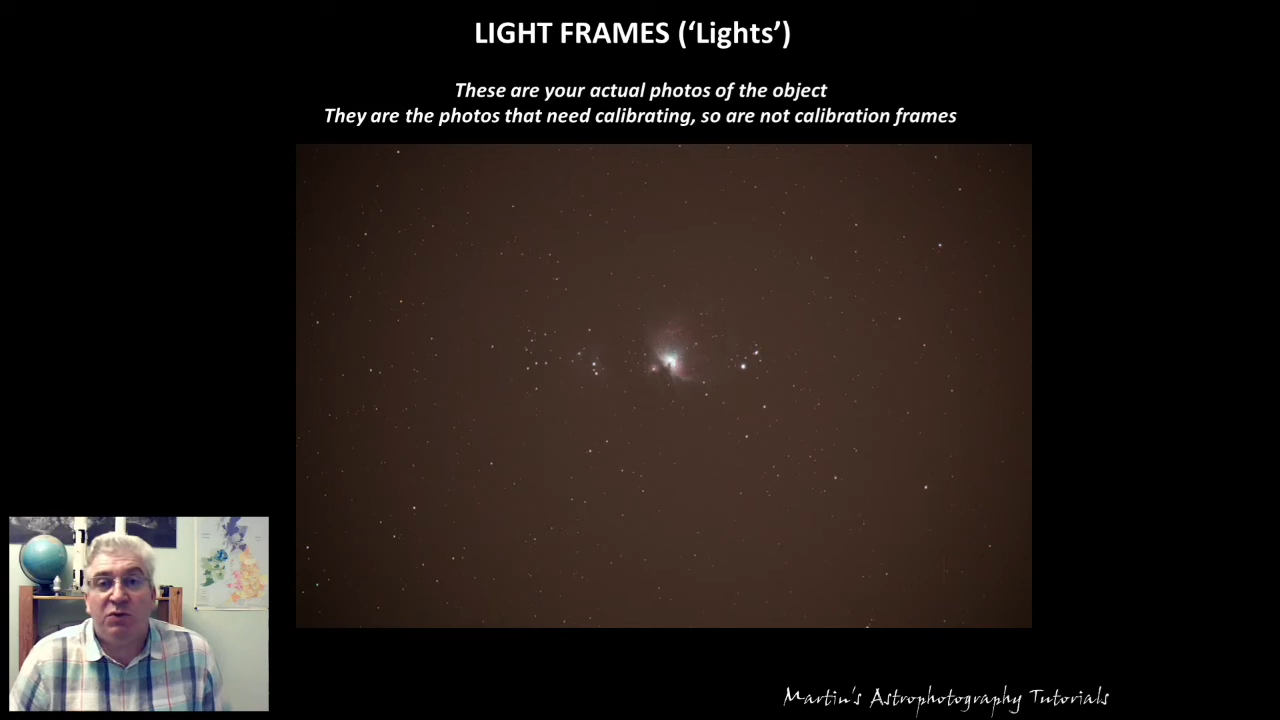 LIGHT FRAMES (‘Lights’)
These are your actual photos of the object
They are the photos that need calibrating, so are not calibration frames
Martin's Astrophotography Tutorials